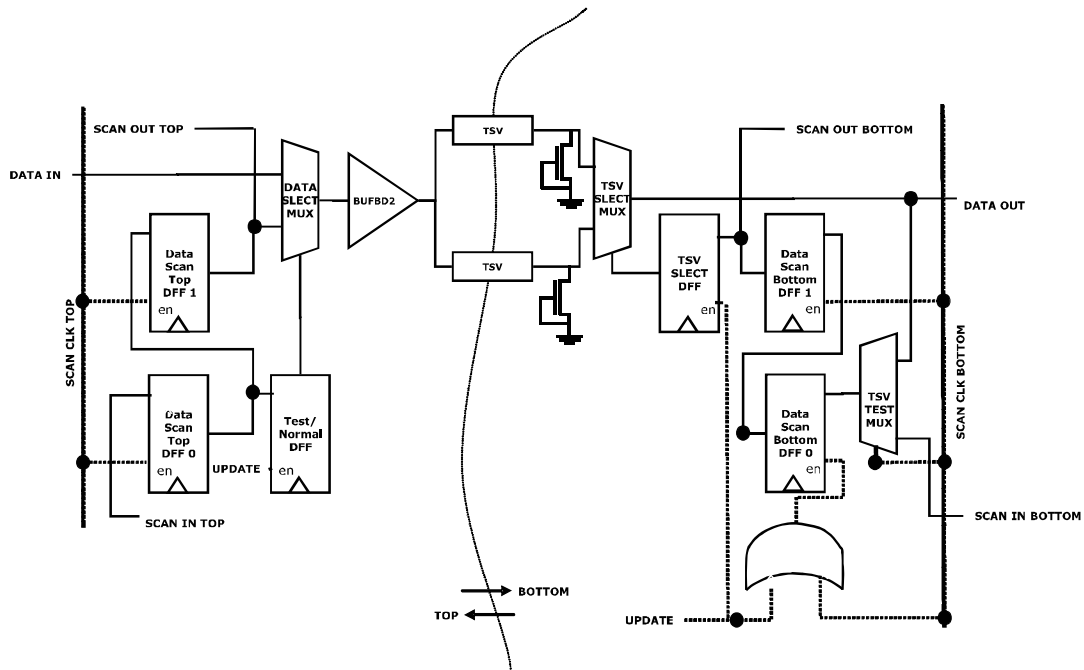 SCAN OUT TOP
DATA IN
DATA
SLECT
MUX
BUFBD2
TSV
TSV
TSV
SLECT
MUX
SCAN OUT BOTTOM
DATA OUT
Data
Scan
Top
DFF 1
en
SCAN CLK TOP
Data
Scan
Top
DFF 0
en
UPDATE
Test/
Normal
DFF
en
SCAN IN TOP
TSV
SLECT
DFF
en
Data
Scan
Bottom
DFF 1
en
Data
Scan
Bottom
DFF 0
en
TSV
TEST
MUX
SCAN CLK BOTTOM
SCAN IN BOTTOM
BOTTOM
TOP
UPDATE